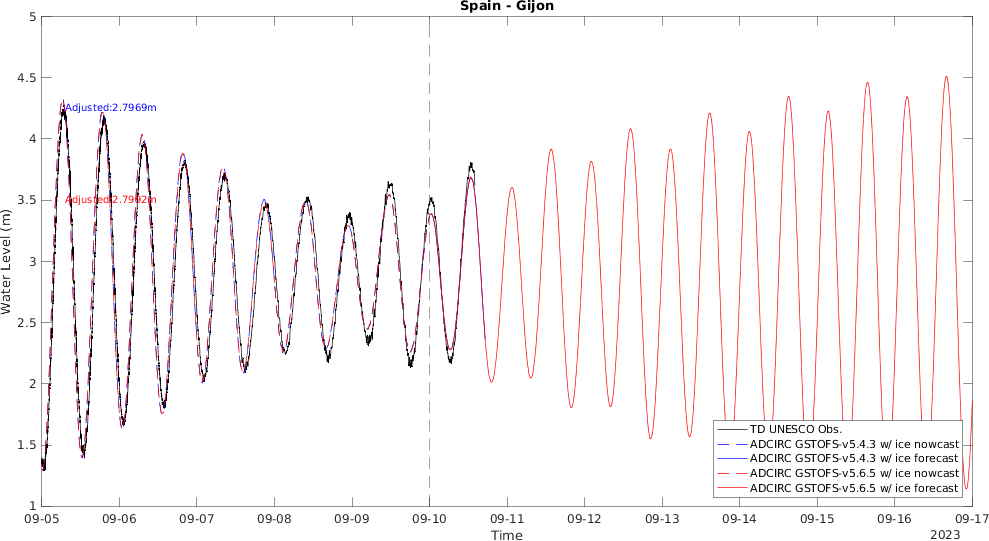 Spain - Gijon
5
4.5
4
3.5
3
2.5
2
1.5
1
Water Level (m)
Adjusted:2.7969m
Adjusted:2.7992m
TD UNESCO Obs.
ADCIRC GSTOFS-v5.4.3 w/ ice nowcast
ADCIRC GSTOFS-v5.4.3 w/ ice forecast
ADCIRC GSTOFS-v5.6.5 w/ ice nowcast
ADCIRC GSTOFS-v5.6.5 w/ ice forecast
09-05 09-06 09-07 09-08 09-09 09-10 09-11 09-12 09-13 09-14 09-15 09-16 09-17
Time
2023